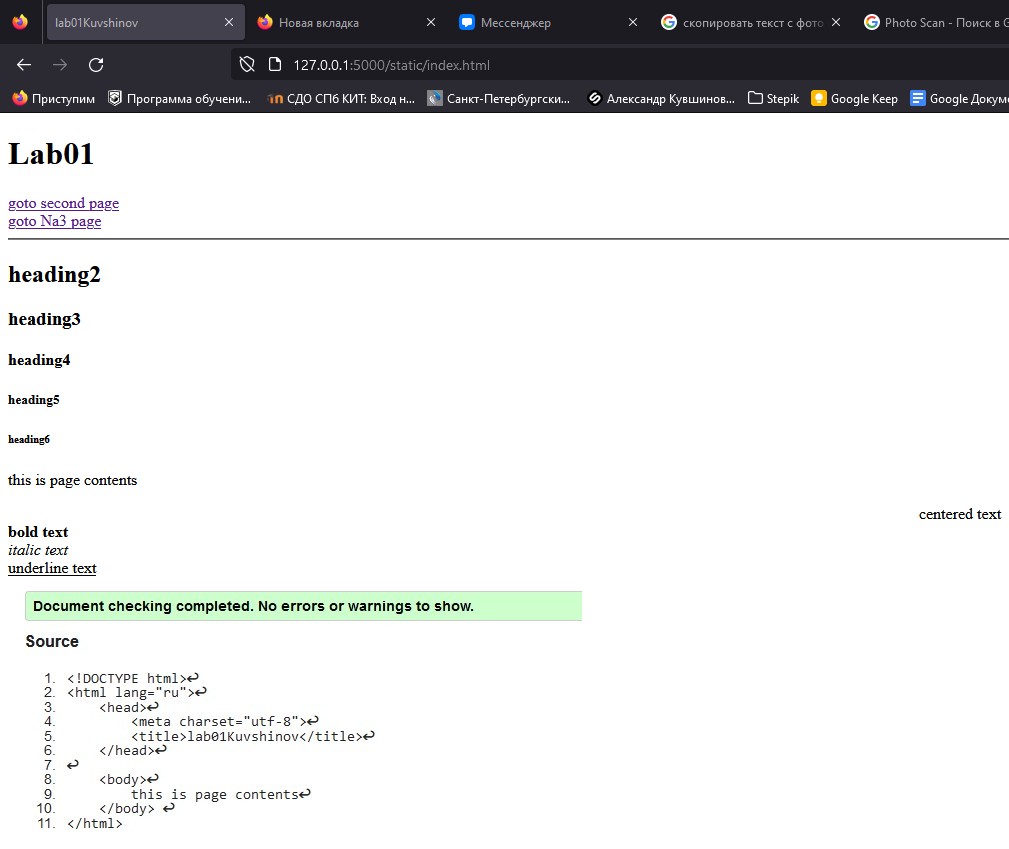 lab01Kuvshinov
Новая вкладка
Мессенджер
скопировать текст с фото
Photo Scan - Поиск в G
127.0.0.1:5000/static/index.html
Приступим
Программа обучени...
СДО СПб КИТ: Вход н...
Санкт-Петербургски...
Александр Кувшинов...
Stepik
Google Keep
Google Докум
Lab01
goto second page
goto Na3 page
heading2
heading3
heading4
heading5
heading6
this is page contents
centered text
bold text
italic text
underline text
Document checking completed. No errors or warnings to show.
Source
1. <!DOCTYPE html>↩
2. <html lang="ru">↩
3. <head>↩
4. <meta charset="utf-8">↩
5. <title>lab01Kuvshinov</title>↩
6. </head>↩
7. ↩
8. <body>↩
9. this is page contents↩
10. </body> ↩
11. </html>